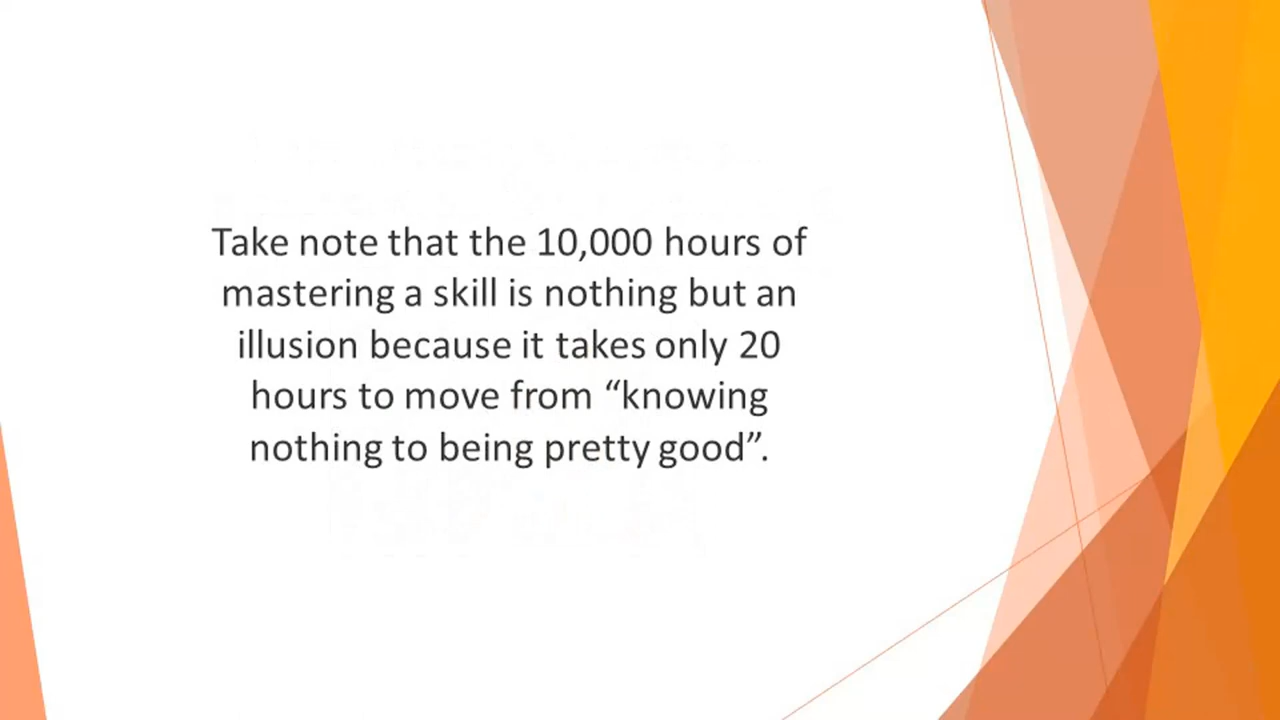 Take note that the 10,000 hours of
mastering a skill is nothing but an
illusion because it takes only 20
hours to move from “knowing
nothing to being pretty good”.